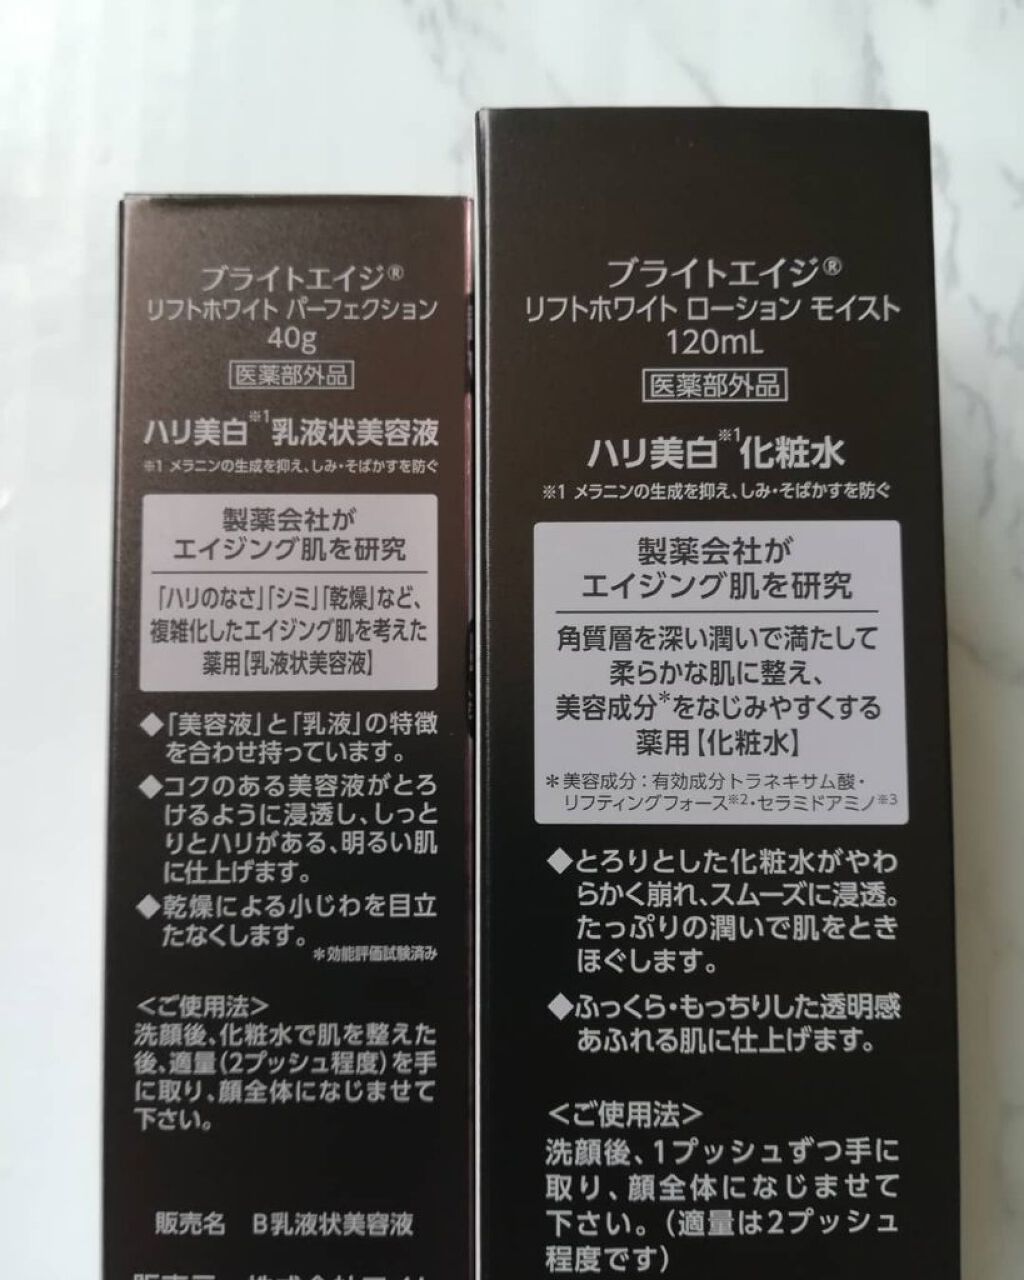 ブライトエイジ®
リフトホワイト パーフェクション
40g
医薬部外品
ハリ美白※1乳液状美容液
※1 メラニンの生成を抑え、しみ・そばかすを防ぐ
製薬会社が
エイジング肌を研究
「ハリのなさ」「シミ」「乾燥」など、
複雑化したエイジング肌を考えた
薬用【乳液状美容液】
◆「美容液」と「乳液」の特徴
を合わせ持っています。
◆コクのある美容液がとろ
けるように浸透し、しっと
りとハリがある、明るい肌
に仕上げます。
◆乾燥による小じわを目立
たなくします。
＊効能評価試験済み
＜ご使用法＞
洗顔後、化粧水で肌を整えた
後、適量（2プッシュ程度）を手
に取り、顔全体になじませて
下さい。
販売名 B乳液状美容液
ブライトエイジ®
リフトホワイト ローション モイスト
120mL
医薬部外品
ハリ美白※1化粧水
※1 メラニンの生成を抑え、しみ・そばかすを防ぐ
製薬会社が
エイジング肌を研究
角質層を深い潤いで満たして
柔らかな肌に整え、
美容成分＊をなじみやすくする
薬用【化粧水】
＊美容成分：有効成分トラネキサム酸・
リフティングフォース※2・セラミドアミノ※3
◆とろりとした化粧水がやわ
らかく崩れ、スムーズに浸透。
たっぷりの潤いで肌をとき
ほぐします。
◆ふっくら・もっちりした透明感
あふれる肌に仕上げます。
＜ご使用法＞
洗顔後、1プッシュずつ手に
取り、顔全体になじませて
下さい。（適量は2プッシュ
程度です）